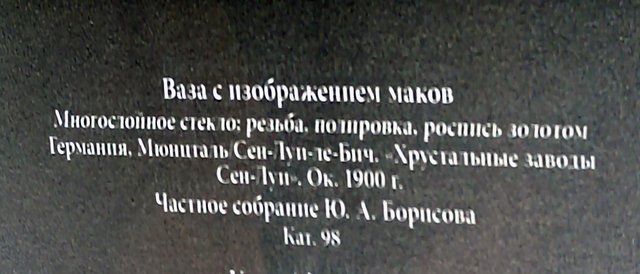 Ваза с изображением маков
Многослойное стекло; резьба, полировка, роспись золотом
Германия, Мюнцталь Сен-Луи-ле-Бич. «Хрустальные заводы
Сен-Луи». Ок. 1900 г.
Частное собрание Ю. А. Борисова
Кат. 98